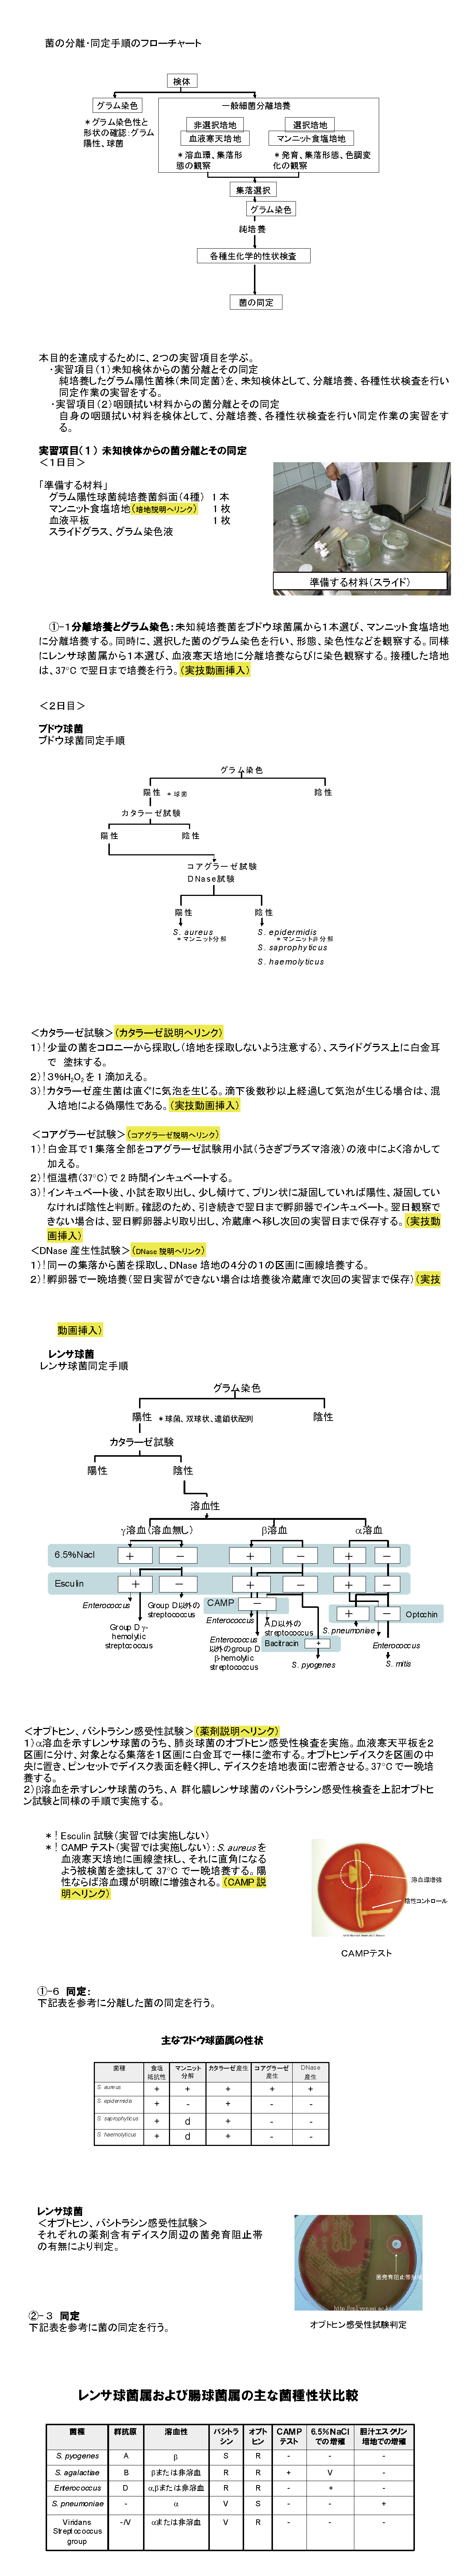 菌の分離・同定手順のフローチャート
検体
グラム染色
＊グラム染色性と
形状の確認：グラム
陽性、球菌
一般細菌分離培養
非選択培地
血液寒天培地
＊溶血環、集落形
態の観察
選択培地
マンニット食塩培地
＊発育、集落形態、色調変
化の観察
集落選択
グラム染色
純培養
各種生化学的性状検査
菌の同定
本目的を達成するために、２つの実習項目を学ぶ。
・実習項目（１）未知検体からの菌分離とその同定
純培養したグラム陽性菌株（未同定菌）を、未知検体として、分離培養、各種性状検査を行い
同定作業の実習をする。
・実習項目（２）咽頭拭い材料からの菌分離とその同定
自身の咽頭拭い材料を検体として、分離培養、各種性状検査を行い同定作業の実習をす
る。
実習項目（１） 未知検体からの菌分離とその同定
＜１日目＞
「準備する材料」
グラム陽性球菌純培養菌斜面（４種） １本
マンニット食塩培地（培地説明へリンク） １枚
血液平板 １枚
スライドグラス、グラム染色液
準備する材料（スライド）
①-1 分離培養とグラム染色：未知純培養菌をブドウ球菌属から１本選び、マンニット食塩培地
に分離培養する。同時に、選択した菌のグラム染色を行い、形態、染色性などを観察する。同様
にレンサ球菌属から１本選び、血液寒天培地に分離培養ならびに染色観察する。接種した培地
は、37°Cで翌日まで培養を行う。（実技動画挿入）
＜２日目＞
ブドウ球菌
ブドウ球菌同定手順
グラム染色
陽性 ＊球菌
陰性
カタラーゼ試験
陽性
陰性
コアグラーゼ試験
DNase試験
陽性
陰性
S. aureus
＊マンニット分解
S. epidermidis
＊マンニット非分解
S. saprophyticus
S. haemolyticus
＜カタラーゼ試験＞（カタラーゼ説明へリンク）
1）！少量の菌をコロニーから採取し（培地を採取しないよう注意する）、スライドグラス上に白金耳
で 塗抹する。
2）！3%H2O2を１滴加える。
3）！カタラーゼ産生菌は直ぐに気泡を生じる。滴下後数秒以上経過して気泡が生じる場合は、混
入培地による偽陽性である。（実技動画挿入）
＜コアグラーゼ試験＞（コアグラーゼ説明へリンク）
1）！白金耳で１集落全部をコアグラーゼ試験用小試（うさぎプラズマ溶液）の液中によく溶かして
加える。
2）！恒温槽（37°C）で２時間インキュベートする。
3）！インキュベート後、小試を取り出し、少し傾けて、プリン状に凝固していれば陽性、凝固してい
なければ陰性と判断。確認のため、引き続きで翌日まで孵卵器でインキュベート。翌日観察で
きない場合は、翌日孵卵器より取り出し、冷蔵庫へ移し次回の実習日まで保存する。（実技動
画挿入）
＜DNase 産生性試験＞（DNase 説明へリンク）
1）！同一の集落から菌を採取し、DNase 培地の４分の１の区画に画線培養する。
2）！孵卵器で一晩培養（翌日実習ができない場合は培養後冷蔵庫で次回の実習まで保存）（実技
動画挿入）
レンサ球菌
レンサ球菌同定手順
グラム染色
陽性 ＊球菌、双球状、連鎖状配列
陰性
カタラーゼ試験
陽性
陰性
溶血性
γ溶血（溶血無し）
β溶血
α溶血
6.5%Nacl
＋ － ＋ － ＋ －
Esculin
＋ － ＋ － ＋ －
Enterococcus
Group D γ-
hemolytic
streptococcus
Group D以外の
streptococcus
CAMP
－
Enterococcus
Enterococcus
以外のgroup D
β-hemolytic
streptococcus
A,D以外の
streptococcus
Bacitracin
＋
S. pyogenes
＋ － Optochin
S. pneumoniae
Enterococcus
S. mitis
＜オプトヒン、バシトラシン感受性試験＞（薬剤説明へリンク）
1）α溶血を示すレンサ球菌のうち、肺炎球菌のオプトヒン感受性検査を実施。血液寒天平板を２
区画に分け、対象となる集落を１区画に白金耳で一様に塗布する。オプトヒンディスクを区画の中
央に置き、ピンセットでデイスク表面を軽く押し、ディスクを培地表面に密着させる。37°Cで一晩培
養する。
2）β溶血を示すレンサ球菌のうち、A 群化膿レンサ球菌のバシトラシン感受性検査を上記オプトヒ
ン試験と同様の手順で実施する。
＊！Esculin 試験（実習では実施しない）
＊！CAMP テスト（実習では実施しない）：S. aureus を
血液寒天培地に画線塗抹し、それに直角になる
よう被検菌を塗抹して 37°C で一晩培養する。陽
性ならば溶血環が明瞭に増強される。（CAMP 説
明へリンク）
溶血環増強
陰性コントロール
CAMPテスト
①-6 同定：
下記表を参考に分離した菌の同定を行う。
主なブドウ球菌属の性状
菌種 食塩抵抗性 マンニット分解 カタラーゼ産生 コアグラーゼ産生 DNase産生
S. aureus + + + + +
S. epidermidis + - + - -
S. saprophyticus + d + - -
S. haemolyticus + d + - -
レンサ球菌
＜オプトヒン、バシトラシン感受性試験＞
それぞれの薬剤含有デイスク周辺の菌発育阻止帯
の有無により判定。
オプトヒン感受性試験判定
②-3 同定
下記表を参考に菌の同定を行う。
レンサ球菌属および腸球菌属の主な菌種性状比較
菌種 群抗原 溶血性 バシトラシン オプトヒン CAMPテスト 6.5%NaClでの増殖 胆汁エスクリン培地での増殖
S. pyogenes A β S R - - -
S. agalactiae B βまたは非溶血 R R + V -
Enterococcus D α,βまたは非溶血 R R - + -
S. pneumoniae - α V S - - +
Viridans Streptococcus group -/V αまたは非溶血 V R - - -